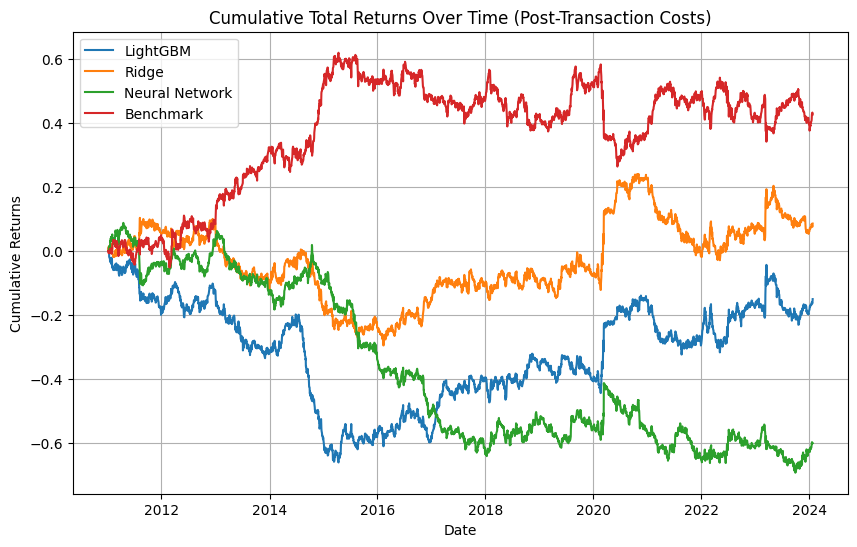 Cumulative Total Returns Over Time (Post-Transaction Costs)
LightGBM
Ridge
Neural Network
Benchmark
Cumulative Returns
0.6
0.4
0.2
0.0
−0.2
−0.4
−0.6
2012 2014 2016 2018 2020 2022 2024
Date